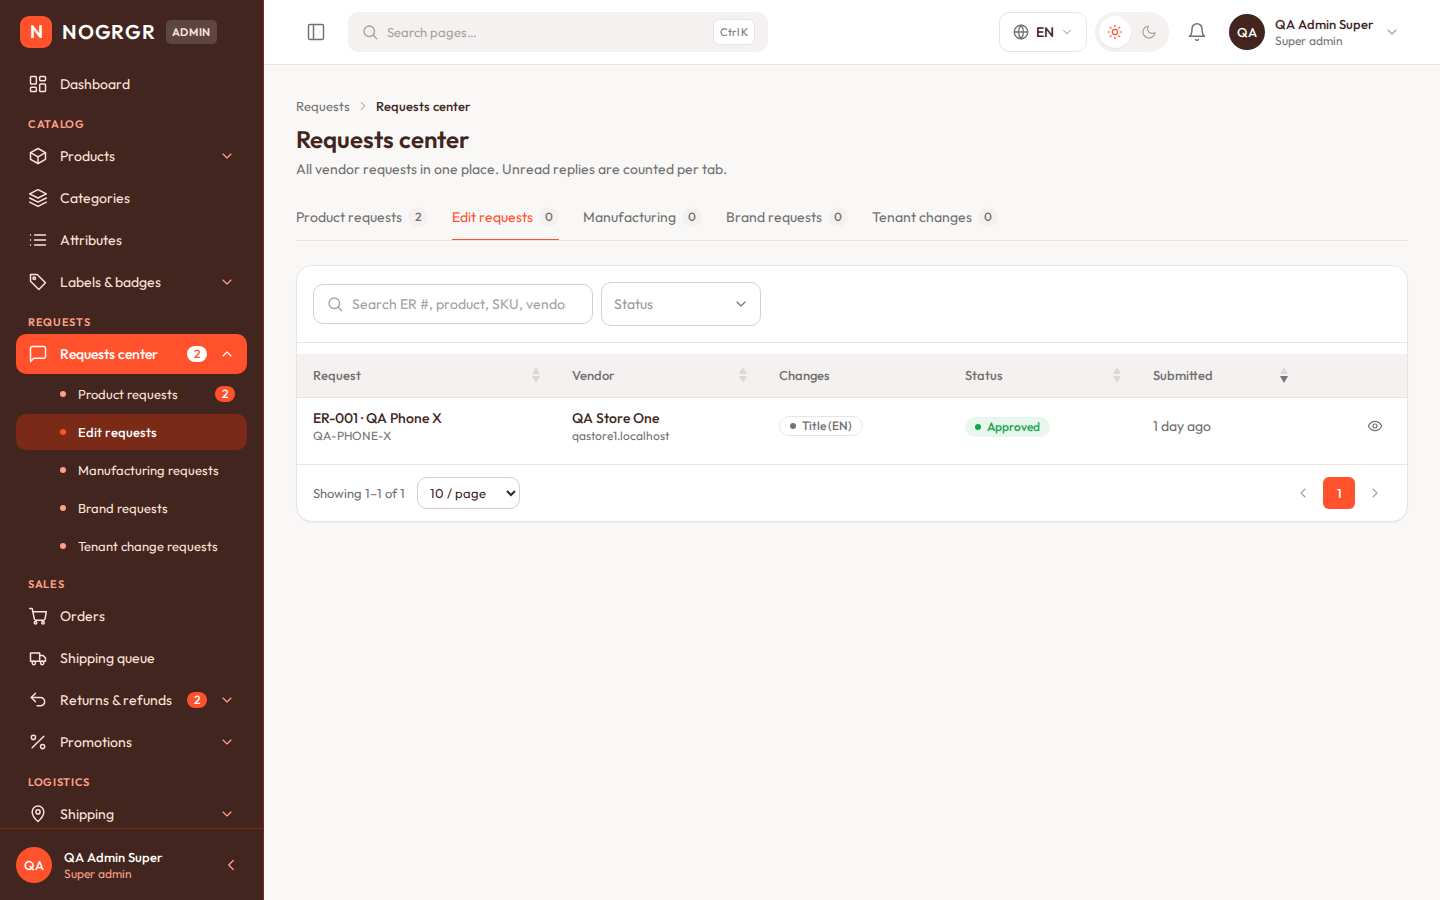 N NOGRGR ADMIN
Dashboard
CATALOG
Products
Categories
Attributes
Labels & badges
REQUESTS
Requests center 2
Product requests 2
Edit requests
Manufacturing requests
Brand requests
Tenant change requests
SALES
Orders
Shipping queue
Returns & refunds 2
Promotions
LOGISTICS
Shipping
QA QA Admin Super
Super admin
Search pages... Ctrl K
EN
QA QA Admin Super
Super admin
Requests > Requests center
Requests center
All vendor requests in one place. Unread replies are counted per tab.
Product requests 2 Edit requests 0 Manufacturing 0 Brand requests 0 Tenant changes 0
Search ER #, product, SKU, vendo Status
Request Vendor Changes Status Submitted
ER-001 · QA Phone X QA Store One Title (EN) Approved 1 day ago
QA-PHONE-X qastore1.localhost
Showing 1–1 of 1 10 / page 1